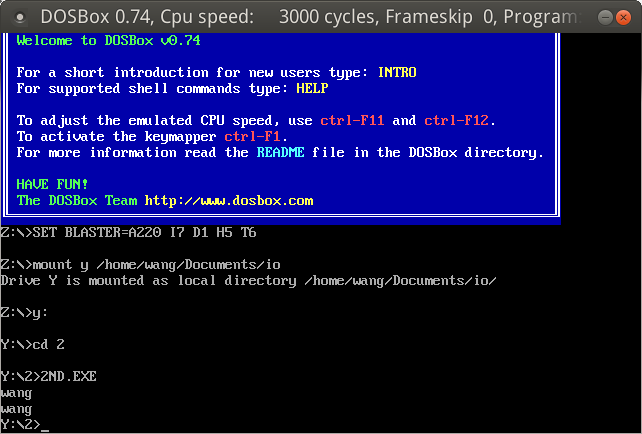 DOSBox 0.74, Cpu speed: 3000 cycles, Frameskip 0, Program
Welcome to DOSBox v0.74
For a short introduction for new users type: INTRO
For supported shell commands type: HELP
To adjust the emulated CPU speed, use ctrl-F11 and ctrl-F12.
To activate the keymapper ctrl-F1.
For more information read the README file in the DOSBox directory.
HAVE FUN!
The DOSBox Team http://www.dosbox.com
Z:\>SET BLASTER=A220 I7 D1 H5 T6
Z:\>mount y /home/wang/Documents/io
Drive Y is mounted as local directory /home/wang/Documents/io/
Z:\>y:
Y:\>cd 2
Y:\2>2ND.EXE
wang
wang
Y:\2>_